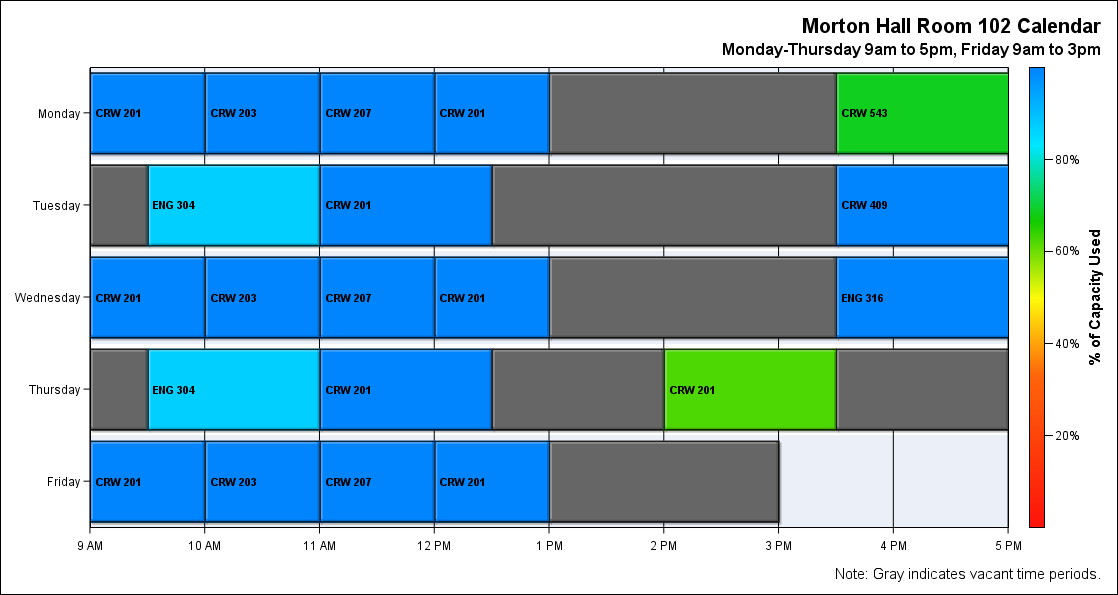 Morton Hall Room 102 Calendar
Monday-Thursday 9am to 5pm, Friday 9am to 3pm
Monday
CRW 201
CRW 203
CRW 207
CRW 201
CRW 543
Tuesday
ENG 304
CRW 201
CRW 409
Wednesday
CRW 201
CRW 203
CRW 207
CRW 201
ENG 316
Thursday
ENG 304
CRW 201
CRW 201
Friday
CRW 201
CRW 203
CRW 207
CRW 201
9 AM
10 AM
11 AM
12 PM
1 PM
2 PM
3 PM
4 PM
5 PM
80%
60%
40%
20%
% of Capacity Used
Note: Gray indicates vacant time periods.